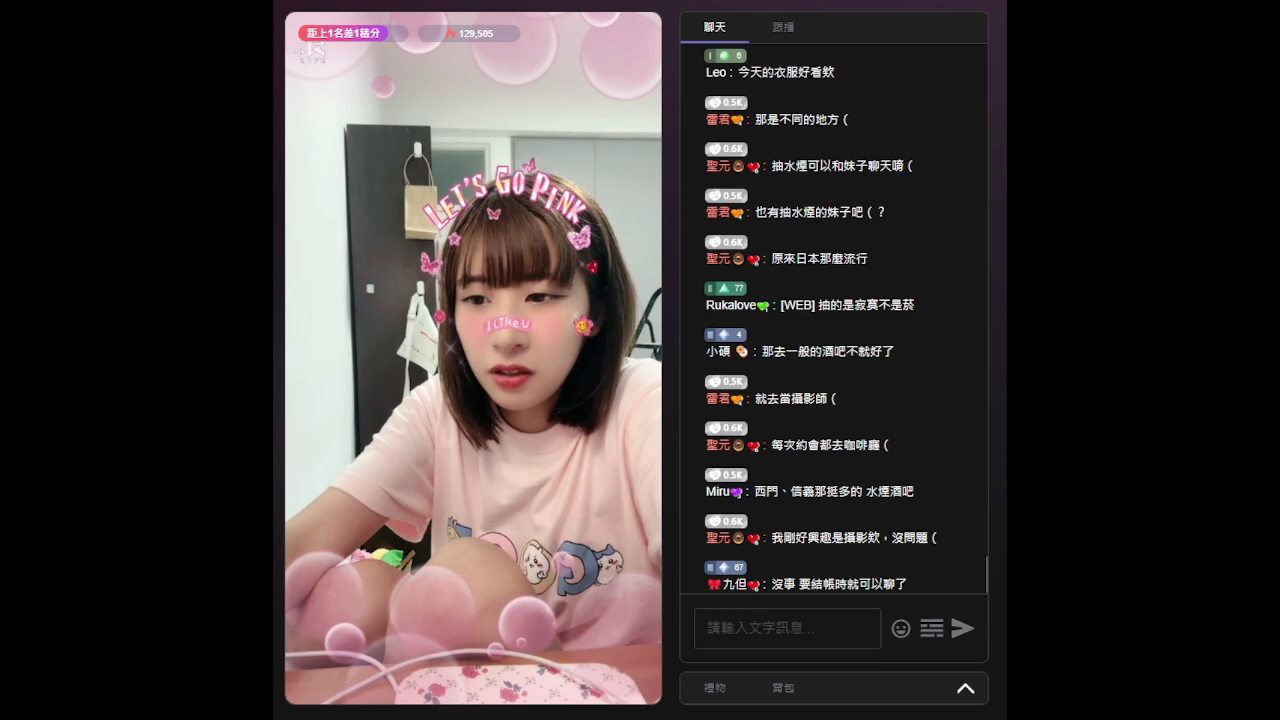 距上1名差1積分
129,505
LET'S GO PINK
I Like U
聊天
跟播
6
Leo : 今天的衣服好看欸
0.5K
雷君 : 那是不同的地方 (
0.6K
聖元 : 抽水煙可以和妹子聊天唷 (
0.5K
雷君 : 也有抽水煙的妹子吧 ( ?
0.6K
聖元 : 原來日本那麼流行
II 77
Rukalove : [WEB] 抽的是寂寞不是菸
III 4
小碩 : 那去一般的酒吧不就好了
0.5K
雷君 : 就去當攝影師 (
0.6K
聖元 : 每次約會都去咖啡廳 (
0.5K
Miru : 西門、信義那挺多的 水煙酒吧
0.6K
聖元 : 我剛好興趣是攝影欸,沒問題 (
III 87
九但 : 沒事 要結帳時就可以聊了
請輸入文字訊息...
禮物
背包